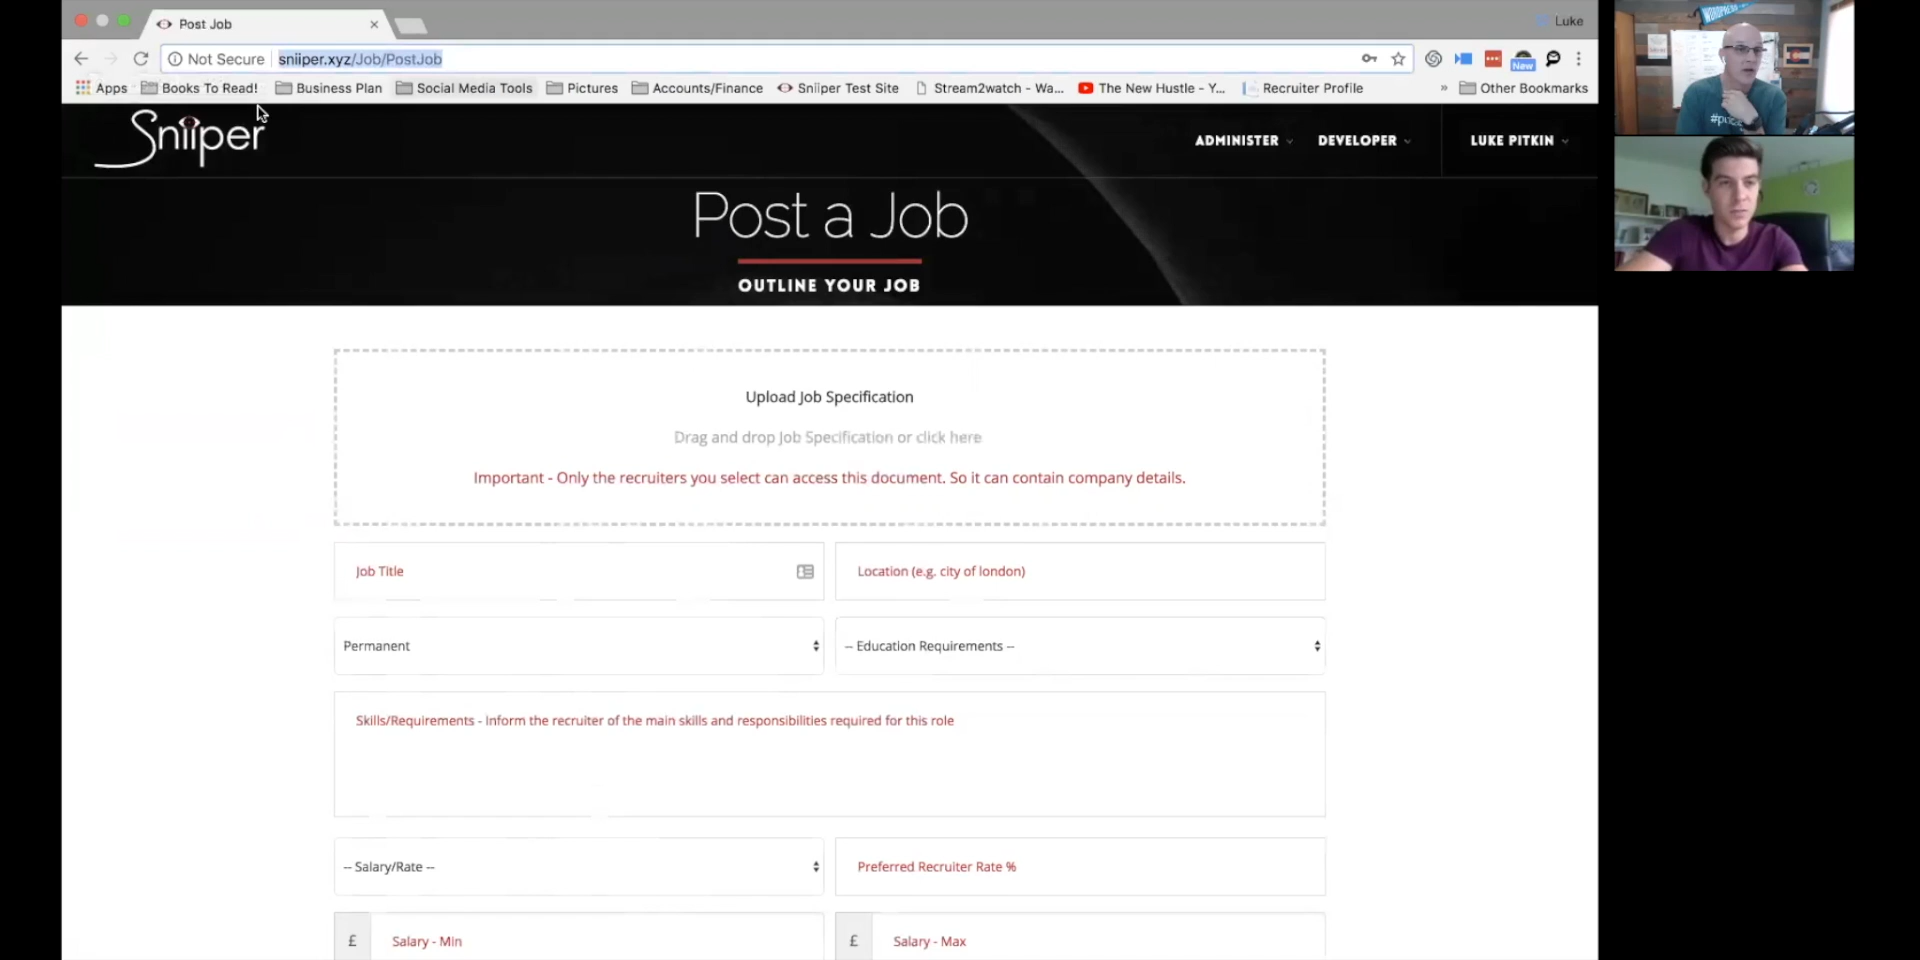 Post Job
Luke
Not Secure
sniiper.xyz/Job/PostJob
New
Apps
Books To Read!
Business Plan
Social Media Tools
Pictures
Accounts/Finance
Sniiper Test Site
Stream2watch - Wa...
The New Hustle - Y...
Recruiter Profile
»
Other Bookmarks
WORDPRESS
Sniiper
ADMINISTER
DEVELOPER
LUKE PITKIN
Post a Job
OUTLINE YOUR JOB
Upload Job Specification
Drag and drop Job Specification or click here
Important - Only the recruiters you select can access this document. So it can contain company details.
Job Title
Location (e.g. city of london)
Permanent
-- Education Requirements --
Skills/Requirements - Inform the recruiter of the main skills and responsibilities required for this role
-- Salary/Rate --
Preferred Recruiter Rate %
£ Salary - Min
£ Salary - Max